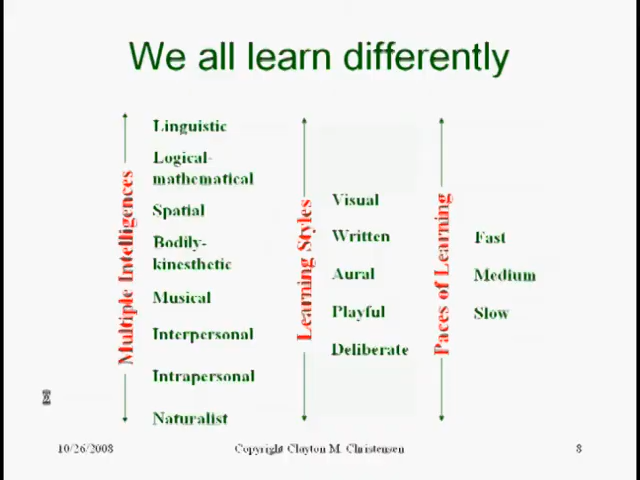 We all learn differently
Multiple Intelligences
Linguistic
Logical-
mathematical
Spatial
Bodily-
kinesthetic
Musical
Interpersonal
Intrapersonal
Naturalist
Learning Styles
Visual
Written
Aural
Playful
Deliberate
Paces of Learning
Fast
Medium
Slow
10/26/2008
Copyright Clayton M. Christensen
8